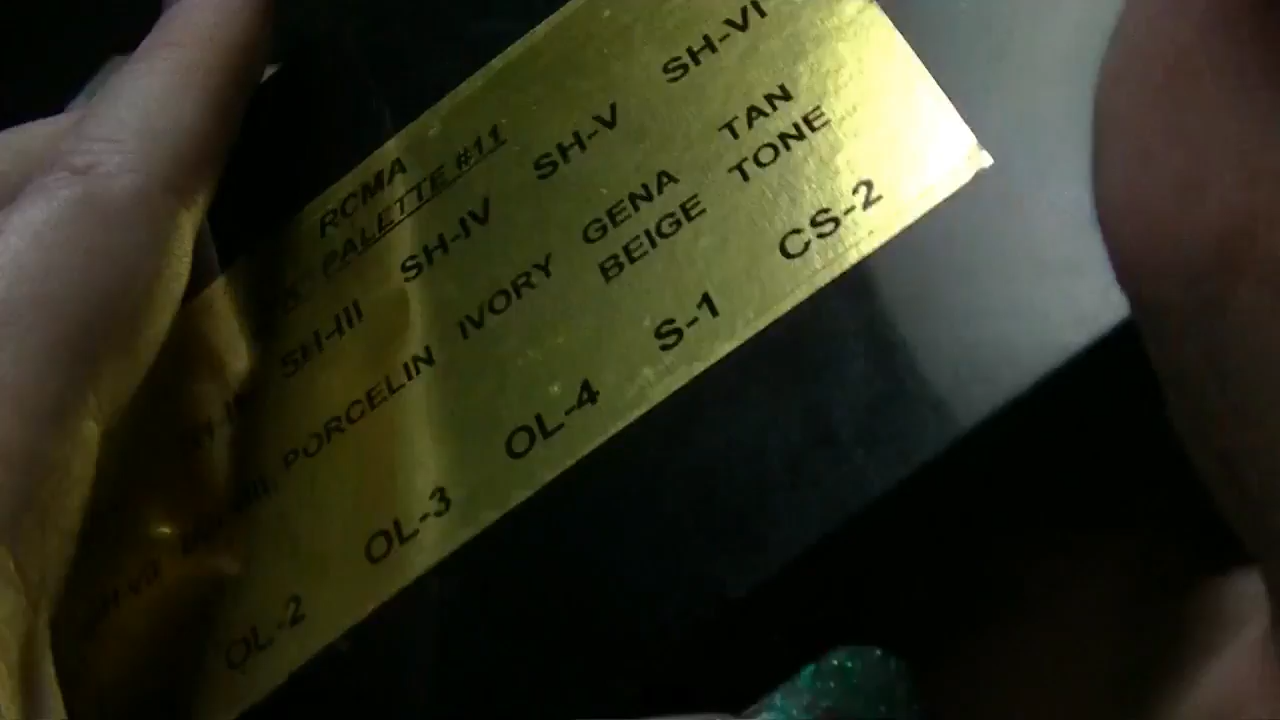 RCMA
PALETTE #11
SH-III SH-IV SH-V SH-VI
PORCELIN IVORY GENA BEIGE TAN TONE
OL-2 OL-3 OL-4 S-1 CS-2